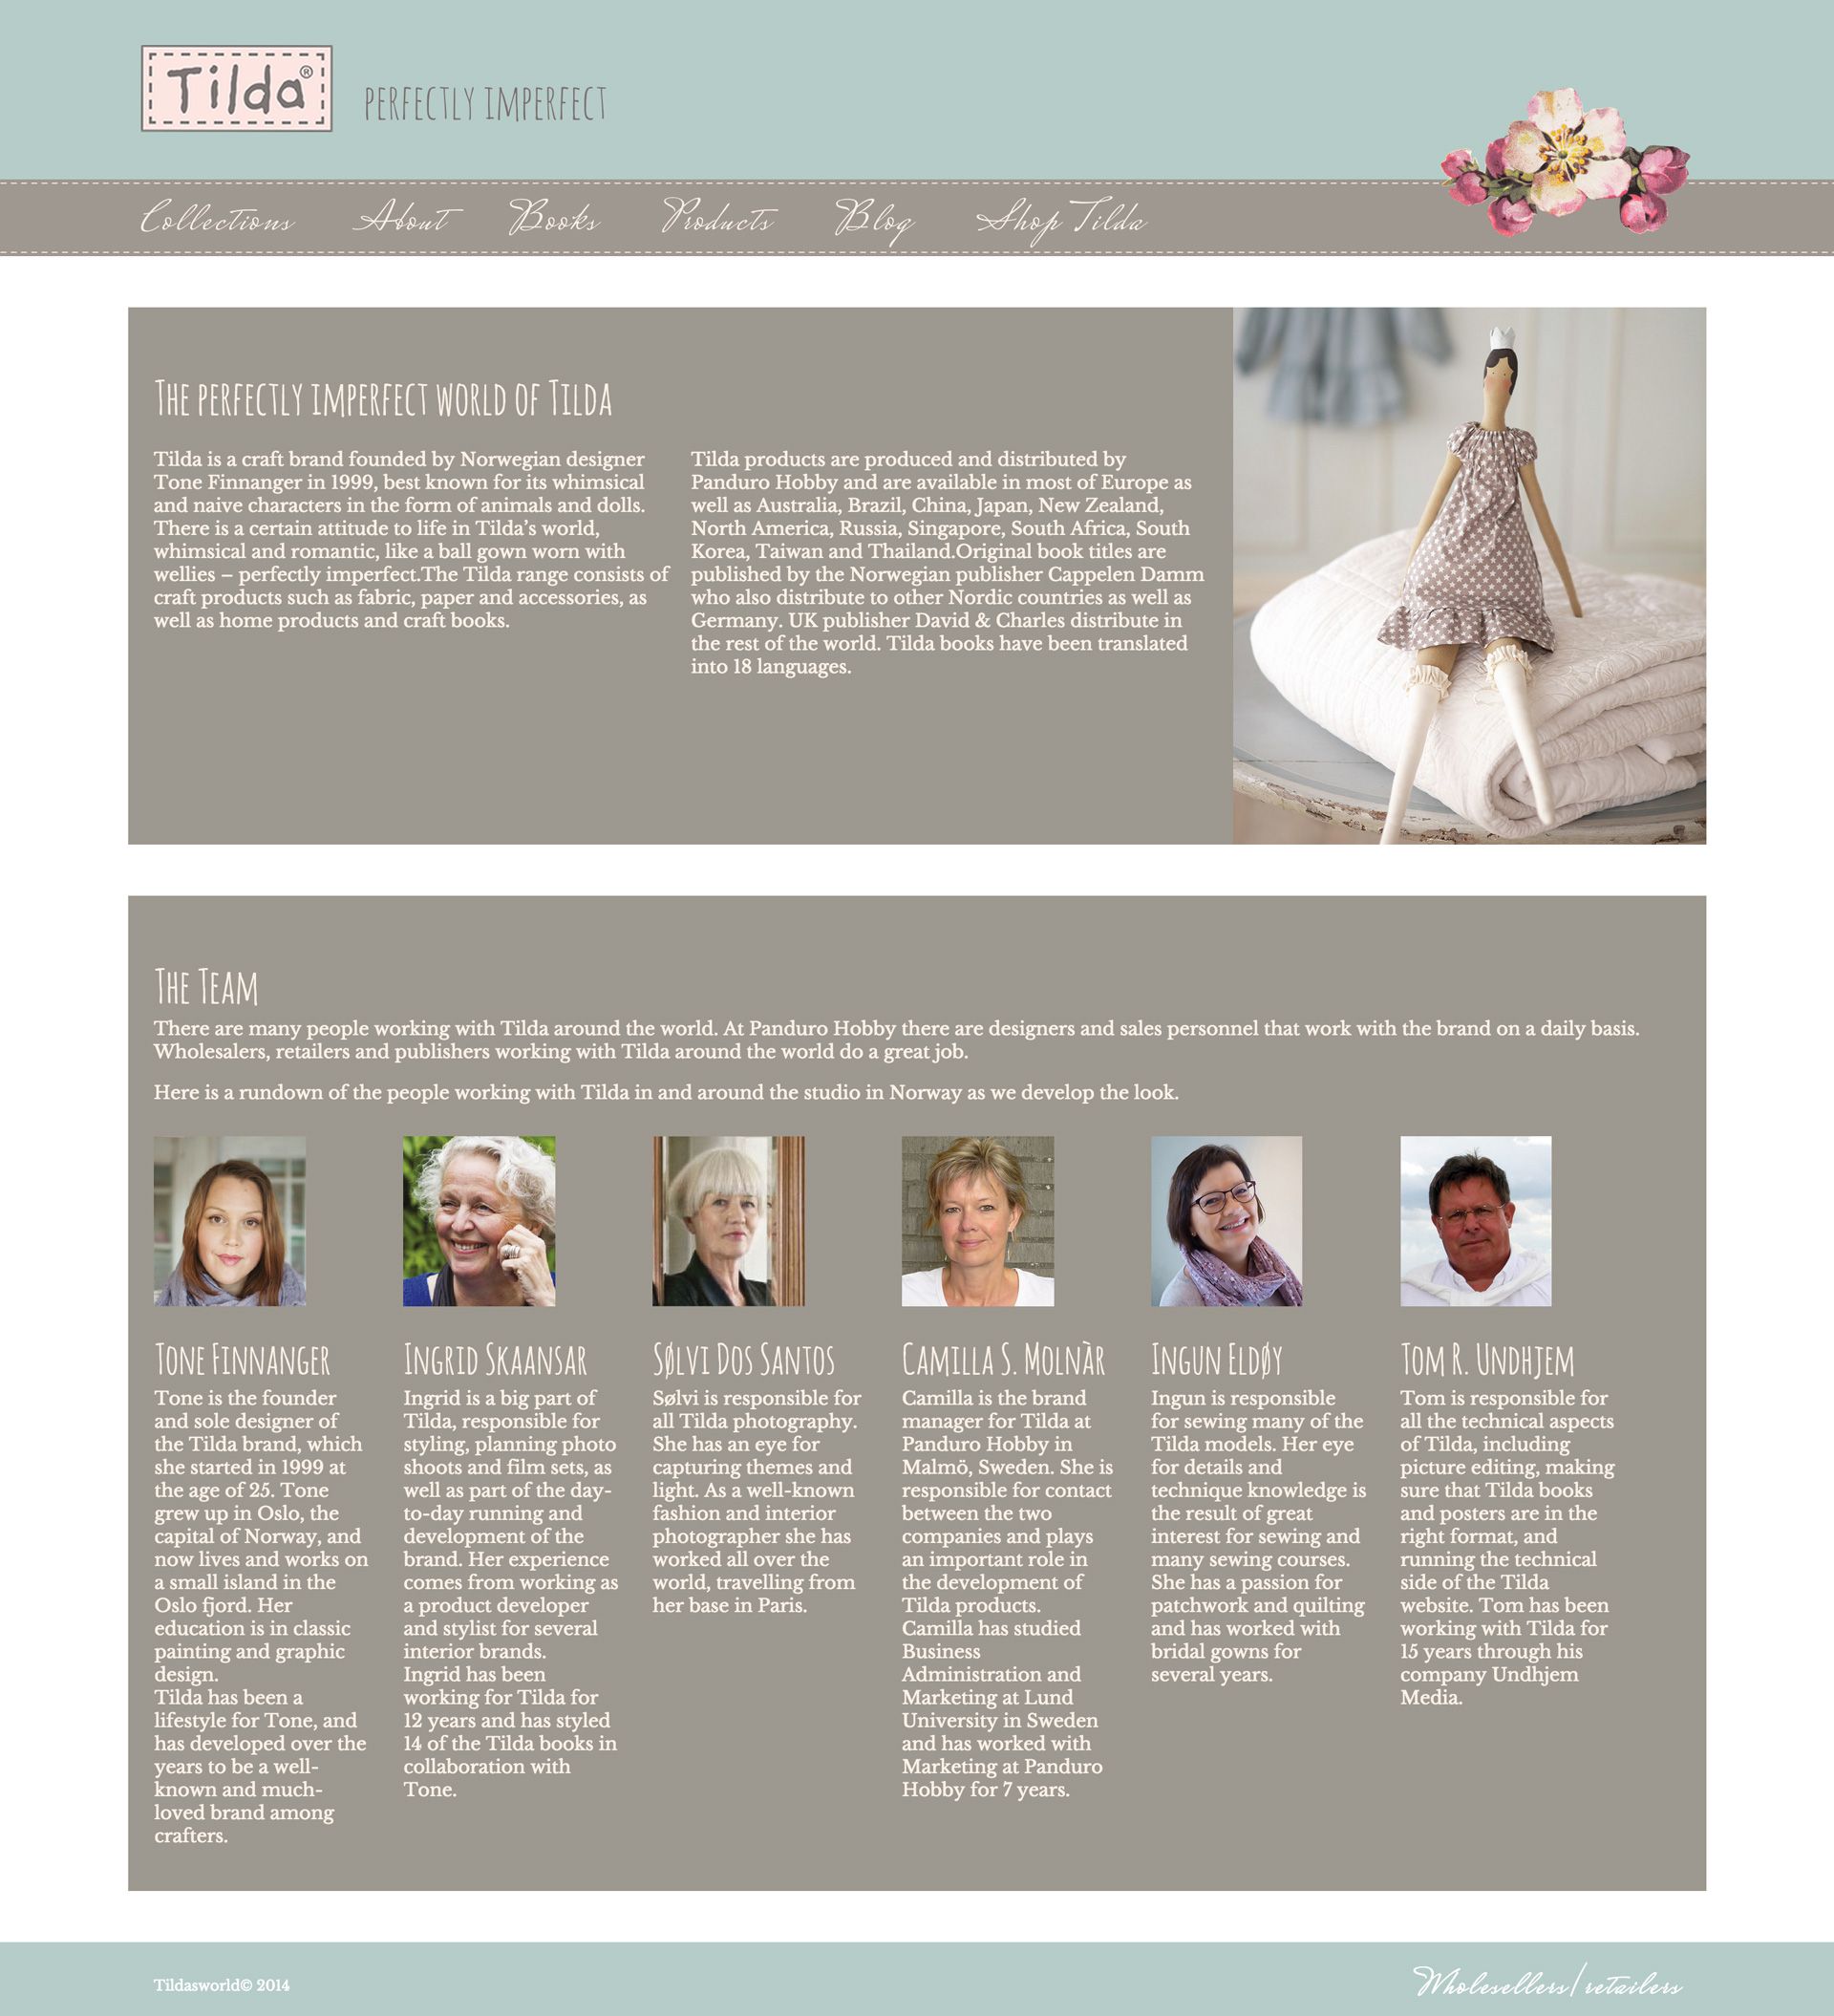 Tilda®
PERFECTLY IMPERFECT
Collections About Books Products Blog Shop Tilda
The perfectly imperfect world of Tilda
Tilda is a craft brand founded by Norwegian designer
Tone Finnanger in 1999, best known for its whimsical
and naive characters in the form of animals and dolls.
There is a certain attitude to life in Tilda’s world,
whimsical and romantic, like a ball gown worn with
wellies – perfectly imperfect.The Tilda range consists of
craft products such as fabric, paper and accessories, as
well as home products and craft books.
Tilda products are produced and distributed by
Panduro Hobby and are available in most of Europe as
well as Australia, Brazil, China, Japan, New Zealand,
North America, Russia, Singapore, South Africa, South
Korea, Taiwan and Thailand.Original book titles are
published by the Norwegian publisher Cappelen Damm
who also distribute to other Nordic countries as well as
Germany. UK publisher David & Charles distribute in
the rest of the world. Tilda books have been translated
into 18 languages.
The Team
There are many people working with Tilda around the world. At Panduro Hobby there are designers and sales personnel that work with the brand on a daily basis.
Wholesalers, retailers and publishers working with Tilda around the world do a great job.
Here is a rundown of the people working with Tilda in and around the studio in Norway as we develop the look.
Tone Finnanger
Tone is the founder
and sole designer of
the Tilda brand, which
she started in 1999 at
the age of 25. Tone
grew up in Oslo, the
capital of Norway, and
now lives and works on
a small island in the
Oslo fjord. Her
education is in classic
painting and graphic
design.
Tilda has been a
lifestyle for Tone, and
has developed over the
years to be a well-
known and much-
loved brand among
crafters.
Ingrid Skaansar
Ingrid is a big part of
Tilda, responsible for
styling, planning photo
shoots and film sets, as
well as part of the day-
to-day running and
development of the
brand. Her experience
comes from working as
a product developer
and stylist for several
interior brands.
Ingrid has been
working for Tilda for
12 years and has styled
14 of the Tilda books in
collaboration with
Tone.
Sølvi Dos Santos
Sølvi is responsible for
all Tilda photography.
She has an eye for
capturing themes and
light. As a well-known
fashion and interior
photographer she has
worked all over the
world, travelling from
her base in Paris.
Camilla S. Molnàr
Camilla is the brand
manager for Tilda at
Panduro Hobby in
Malmö, Sweden. She is
responsible for contact
between the two
companies and plays
an important role in
the development of
Tilda products.
Camilla has studied
Business
Administration and
Marketing at Lund
University in Sweden
and has worked with
Marketing at Panduro
Hobby for 7 years.
Ingun Eldøy
Ingun is responsible
for sewing many of the
Tilda models. Her eye
for details and
technique knowledge is
the result of great
interest for sewing and
many sewing courses.
She has a passion for
patchwork and quilting
and has worked with
bridal gowns for
several years.
Tom R. Undhjem
Tom is responsible for
all the technical aspects
of Tilda, including
picture editing, making
sure that Tilda books
and posters are in the
right format, and
running the technical
side of the Tilda
website. Tom has been
working with Tilda for
15 years through his
company Undhjem
Media.
Tildasworld© 2014
Wholesellers/retailers